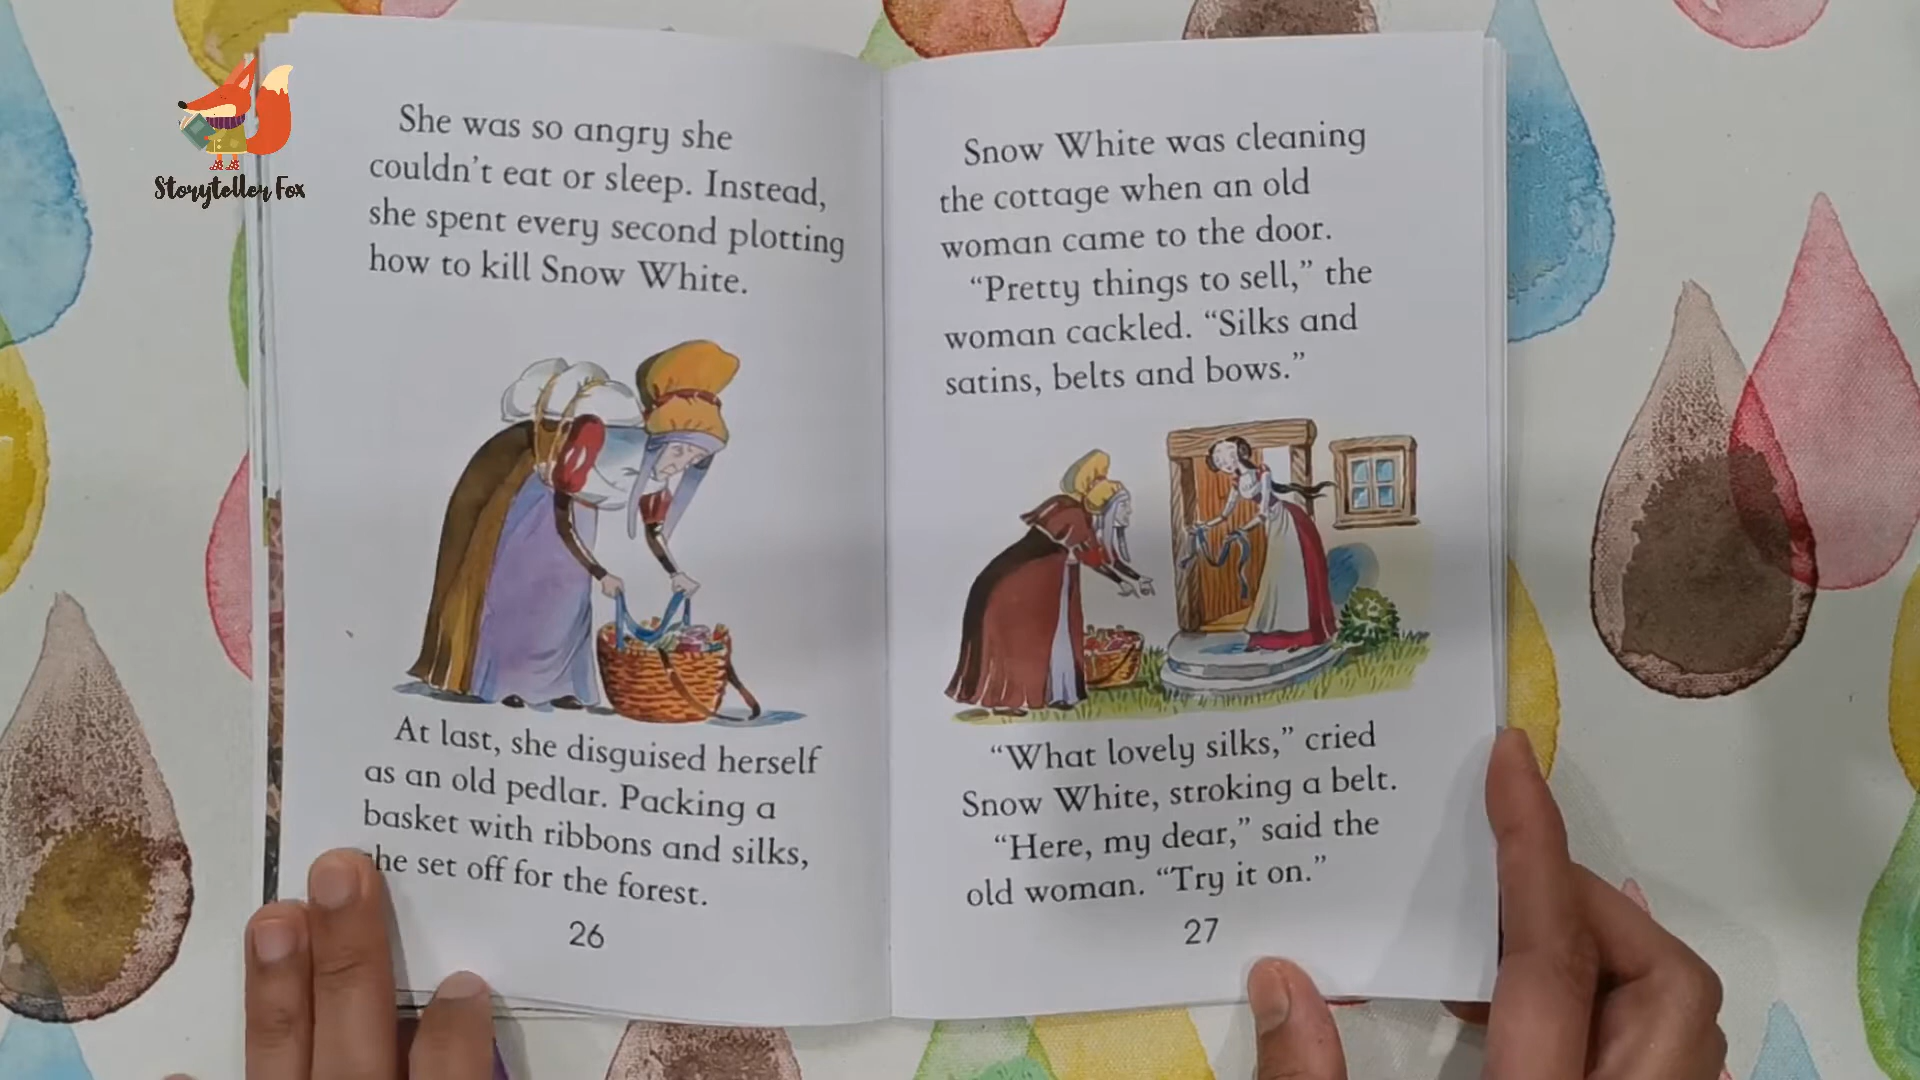 Storyteller Fox
She was so angry she
couldn't eat or sleep. Instead,
she spent every second plotting
how to kill Snow White.
At last, she disguised herself
as an old pedlar. Packing a
basket with ribbons and silks,
she set off for the forest.
26
Snow White was cleaning
the cottage when an old
woman came to the door.
“Pretty things to sell,” the
woman cackled. “Silks and
satins, belts and bows.”
“What lovely silks,” cried
Snow White, stroking a belt.
“Here, my dear,” said the
old woman. “Try it on.”
27